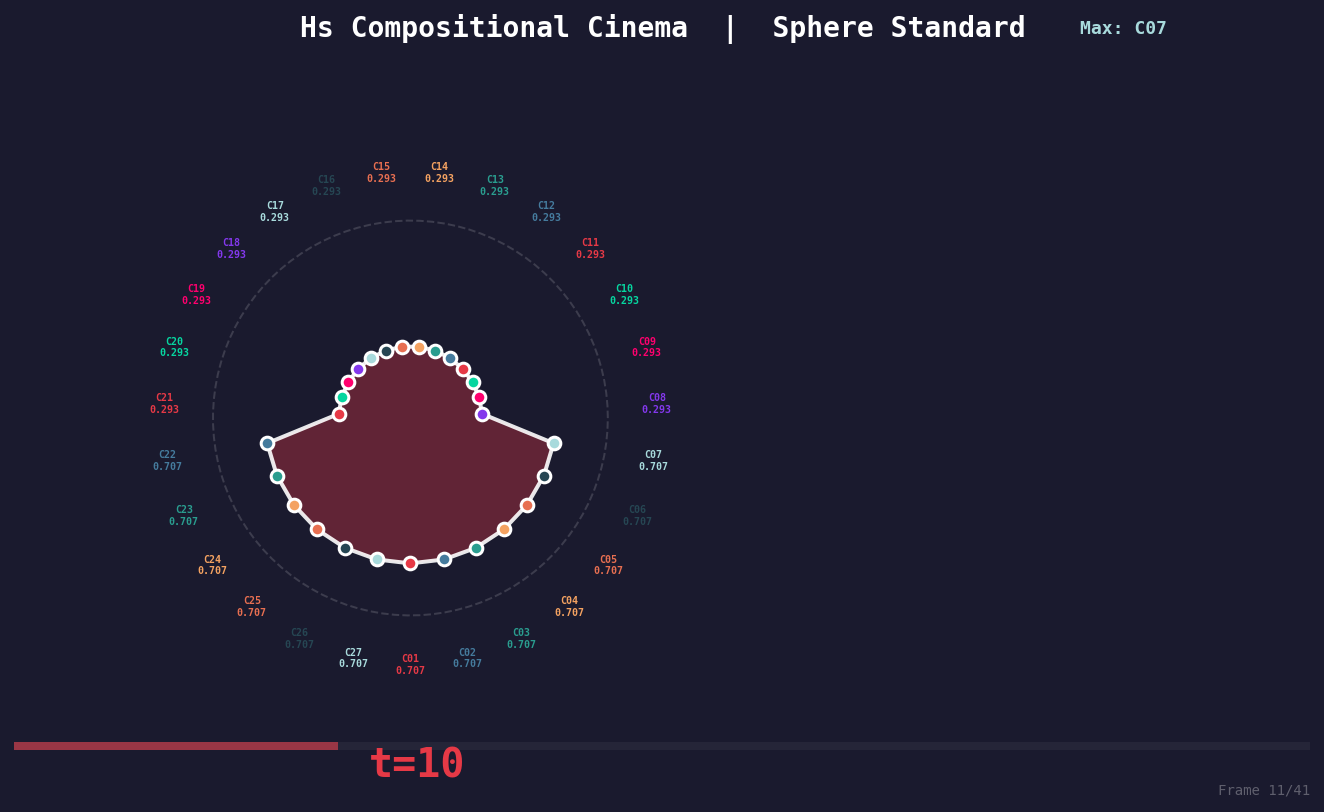 Hs Compositional Cinema  |  Sphere Standard
Max: C07
C15
0.293
C14
0.293
C16
0.293
C13
0.293
C17
0.293
C12
0.293
C18
0.293
C11
0.293
C19
0.293
C10
0.293
C20
0.293
C09
0.293
C21
0.293
C08
0.293
C22
0.707
C07
0.707
C23
0.707
C06
0.707
C24
0.707
C05
0.707
C25
0.707
C04
0.707
C26
0.707
C03
0.707
C27
0.707
C01
0.707
C02
0.707
t=10
Frame 11/41